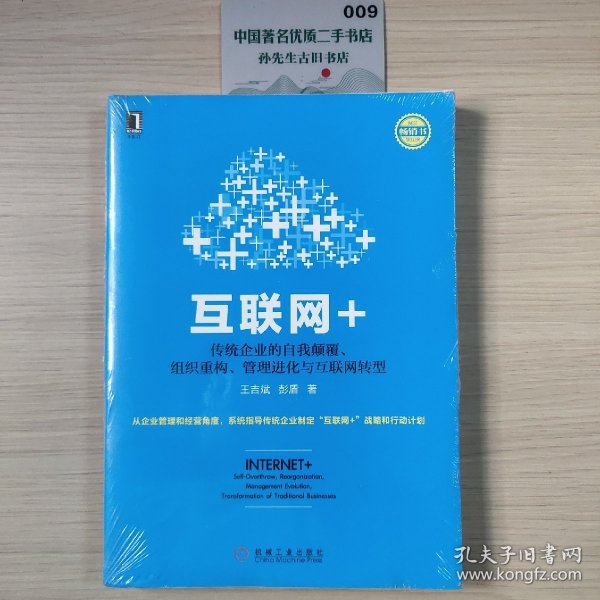 009
中国著名优质二手书店
孙先生古旧书店
畅销书
互联网+
传统企业的自我颠覆、
组织重构、管理进化与互联网转型
王吉斌 彭盾 著
从企业管理和经营角度，系统指导传统企业制定“互联网+”战略和行动计划
INTERNET+
Self-Overthrow, Reorganization,
Management Evolution,
Transformation of Traditional Businesses
机械工业出版社
China Machine Press
孔夫子旧书网
www.kongfz.com